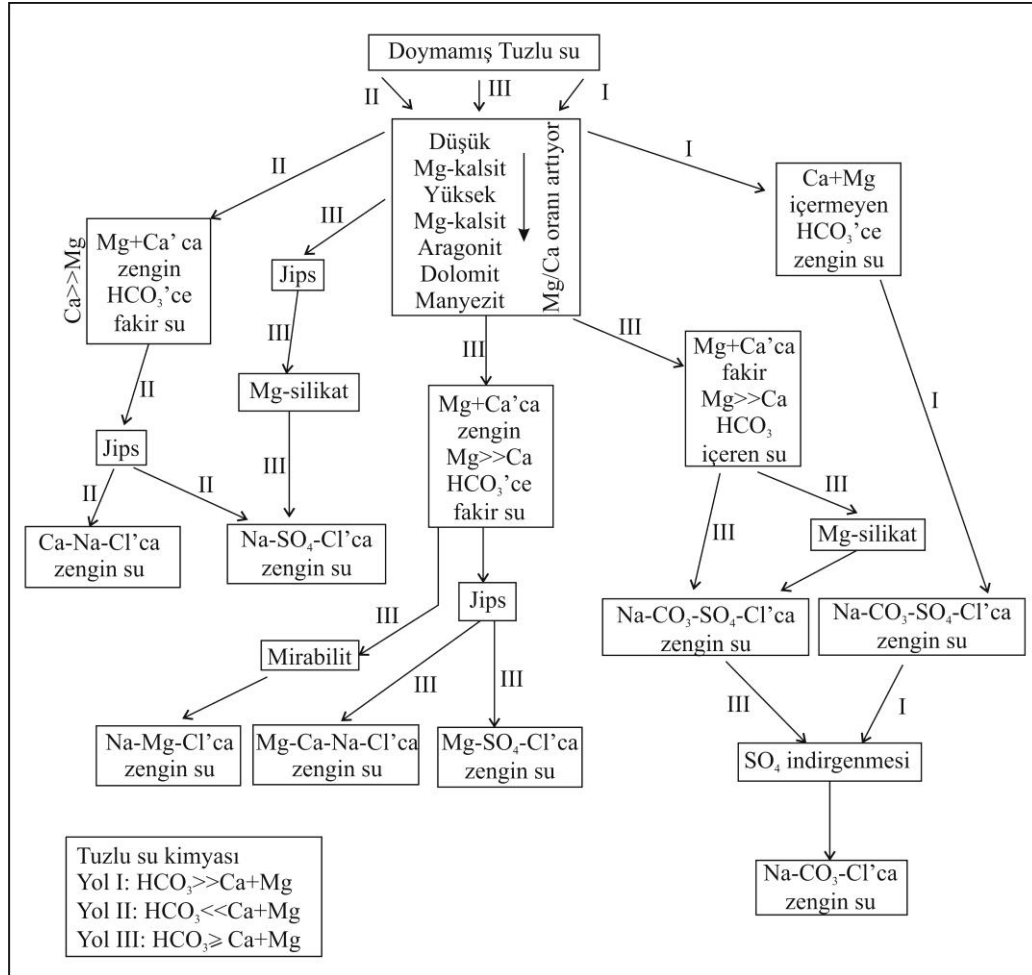 Doymamış Tuzlu su
II
III
I
Düşük
Mg-kalsit
Yüksek
Mg-kalsit
Aragonit
Dolomit
Manyezit
Mg/Ca oranı artıyor
II
III
I
Ca+Mg
içermeyen
HCO₃'ce
zengin su
Ca>>Mg
Mg+Ca' ca
zengin
HCO₃'ce
fakir su
Jips
III
III
III
Mg-silikat
Mg+Ca'ca
zengin
Mg>>Ca
HCO₃'ce
fakir su
Mg+Ca'ca
fakir
Mg>>Ca
HCO₃
içeren su
II
I
Jips
III
II
II
III
III
Mg-silikat
Ca-Na-Cl'ca
zengin su
Na-SO₄-Cl'ca
zengin su
Jips
III
Na-CO₃-SO₄-Cl'ca
zengin su
Na-CO₃-SO₄-Cl'ca
zengin su
Mirabilit
III
III
III
I
Na-Mg-Cl'ca
zengin su
Mg-Ca-Na-Cl'ca
zengin su
Mg-SO₄-Cl'ca
zengin su
SO₄ indirgenmesi
Na-CO₃-Cl'ca
zengin su
Tuzlu su kimyası
Yol I: HCO₃>>Ca+Mg
Yol II: HCO₃<<Ca+Mg
Yol III: HCO₃⩾ Ca+Mg